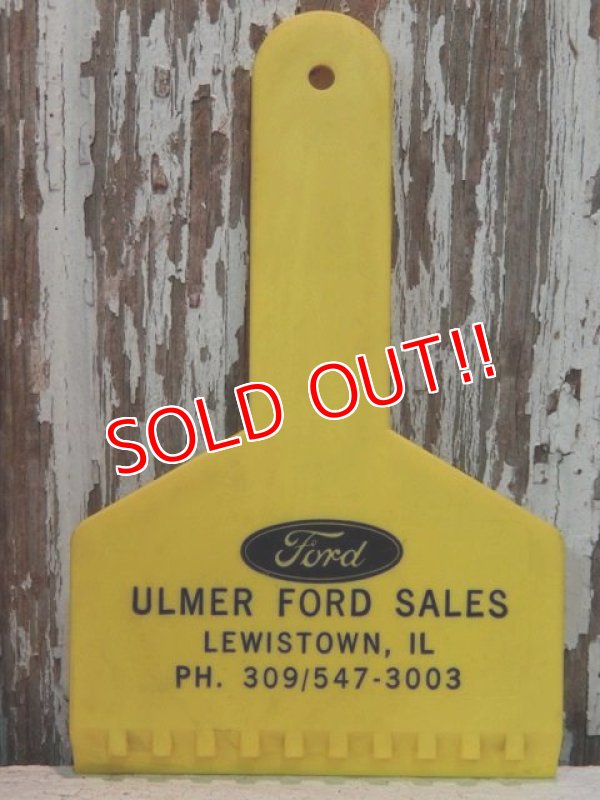 SOLD OUT!!
Ford
ULMER FORD SALES
LEWISTOWN, IL
PH. 309/547-3003